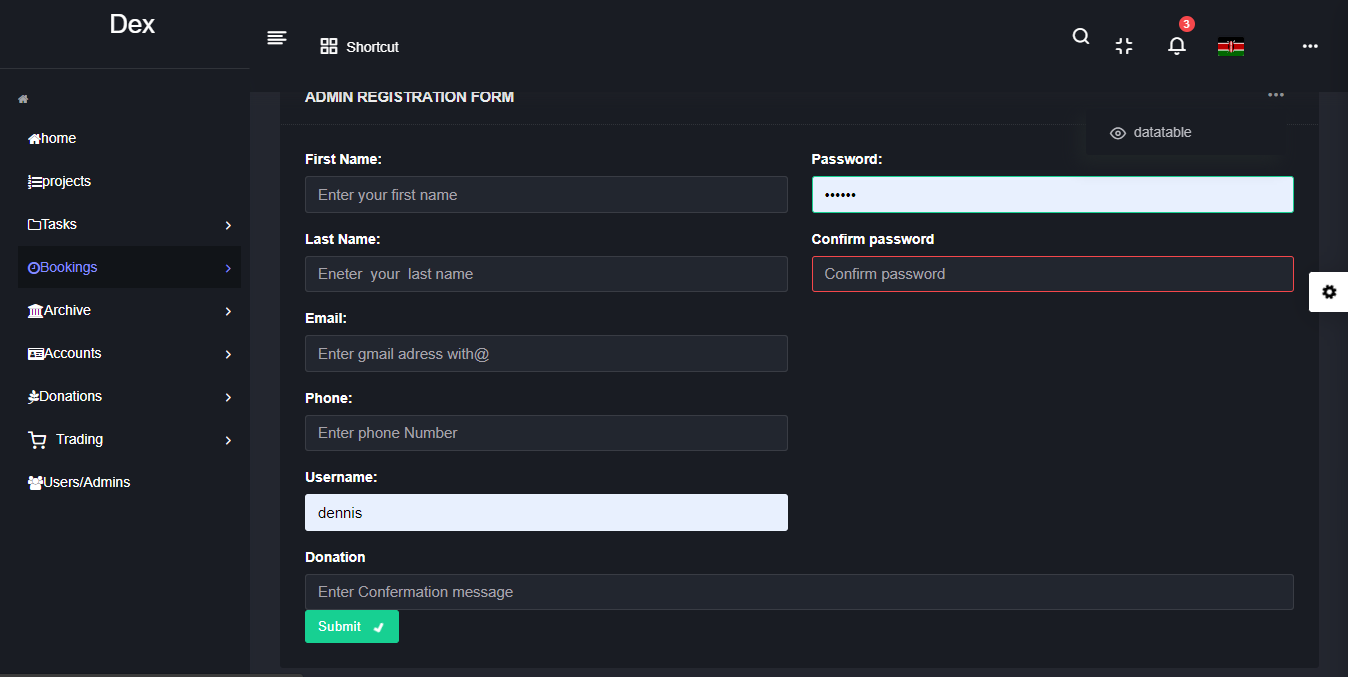 Dex
Shortcut
3
home
projects
Tasks
Bookings
Archive
Accounts
Donations
Trading
Users/Admins
ADMIN REGISTRATION FORM
datatable
First Name:
Enter your first name
Last Name:
Eneter your last name
Email:
Enter gmail adress with@
Phone:
Enter phone Number
Username:
dennis
Password:
••••••
Confirm password
Confirm password
Donation
Enter Confermation message
Submit